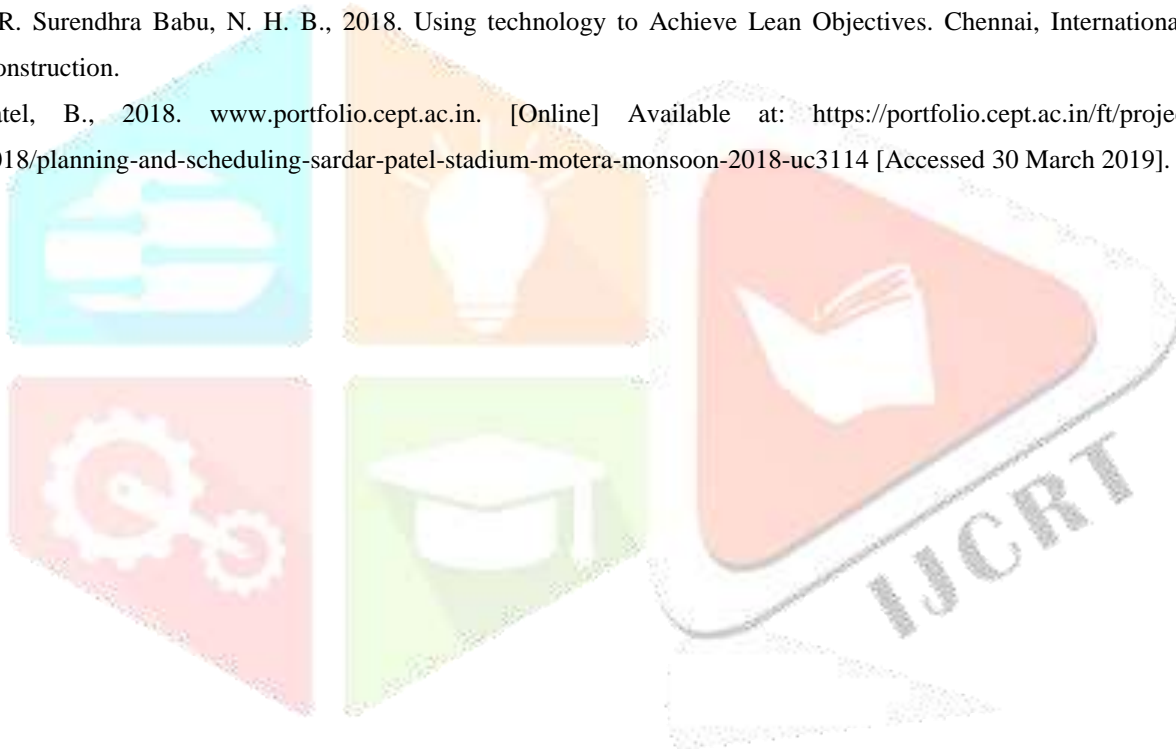 R. Surendhra Babu, N. H. B., 2018. Using technology to Achieve Lean Objectives. Chennai, Internationa
onstruction.
atel, B., 2018. www.portfolio.cept.ac.in. [Online] Available at: https://portfolio.cept.ac.in/ft/proje
018/planning-and-scheduling-sardar-patel-stadium-motera-monsoon-2018-uc3114 [Accessed 30 March 2019].
IJCRT